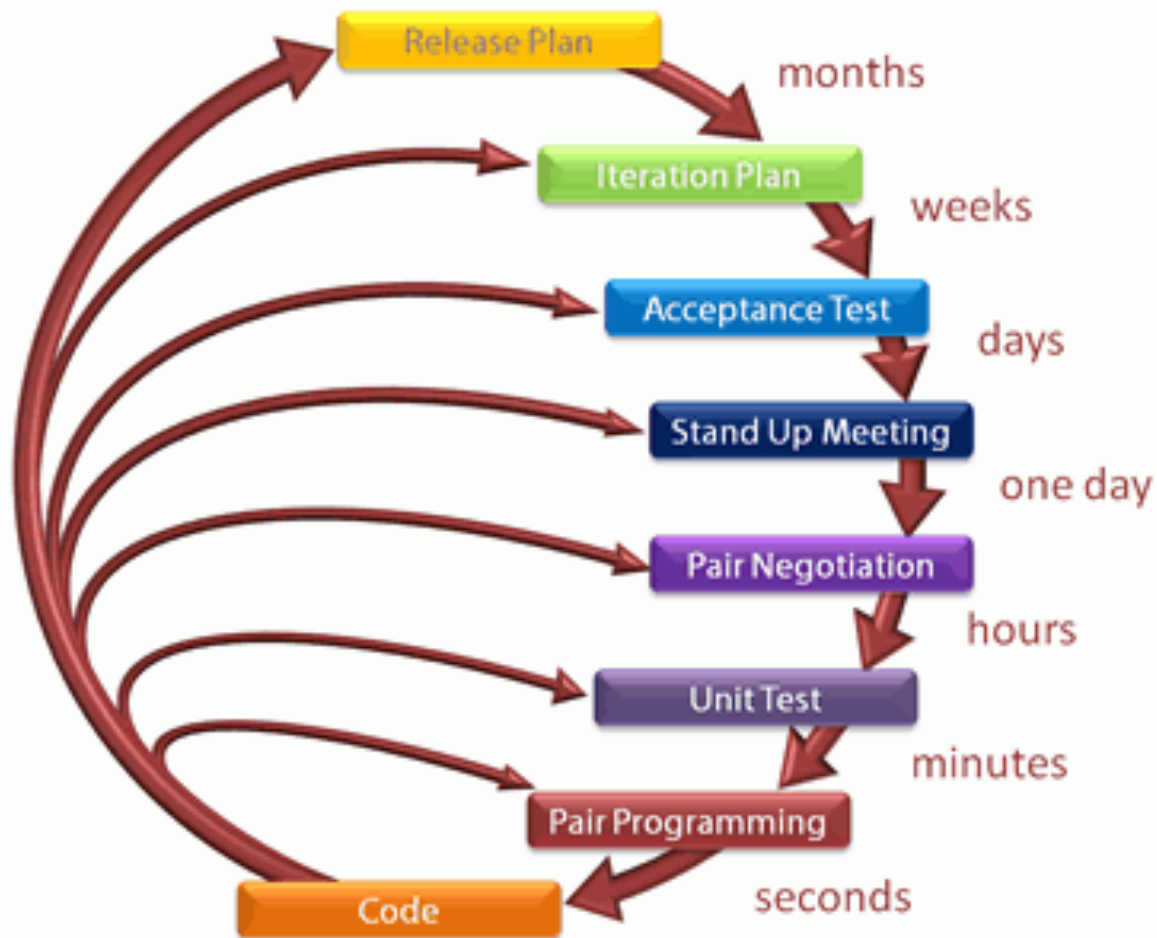 Release Plan
months
Iteration Plan
weeks
Acceptance Test
days
Stand Up Meeting
one day
Pair Negotiation
hours
Unit Test
minutes
Pair Programming
seconds
Code